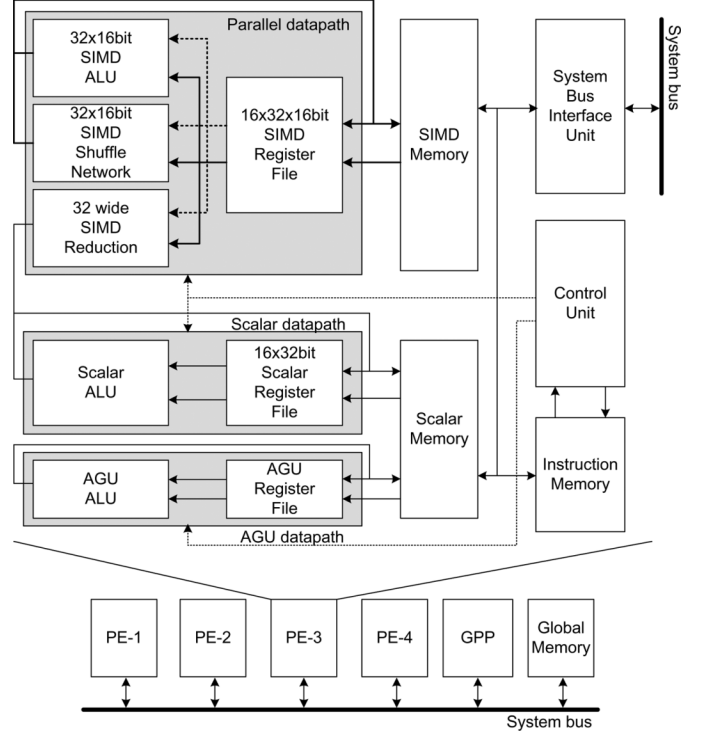 Parallel datapath
32x16bit
SIMD
ALU
32x16bit
SIMD
Shuffle
Network
32 wide
SIMD
Reduction
16x32x16bit
SIMD
Register
File
SIMD
Memory
System
Bus
Interface
Unit
System bus
Control
Unit
Scalar datapath
Scalar
ALU
16x32bit
Scalar
Register
File
Scalar
Memory
Instruction
Memory
AGU
ALU
AGU
Register
File
AGU datapath
PE-1
PE-2
PE-3
PE-4
GPP
Global
Memory
System bus